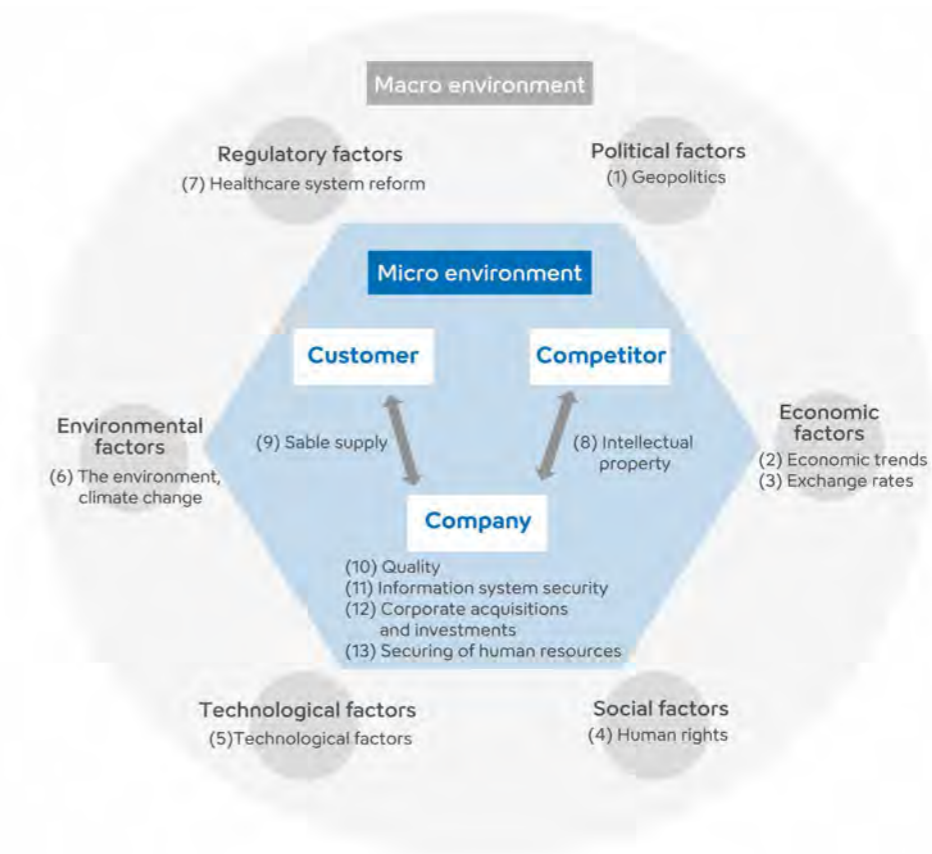 Macro environment
Regulatory factors
(7) Healthcare system reform
Political factors
(1) Geopolitics
Micro environment
Customer
Competitor
Environmental
factors
(6) The environment,
climate change
(9) Sable supply
(8) Intellectual
property
Economic
factors
(2) Economic trends
(3) Exchange rates
Company
(10) Quality
(11) Information system security
(12) Corporate acquisitions
and investments
(13) Securing of human resources
Technological factors
(5)Technological factors
Social factors
(4) Human rights